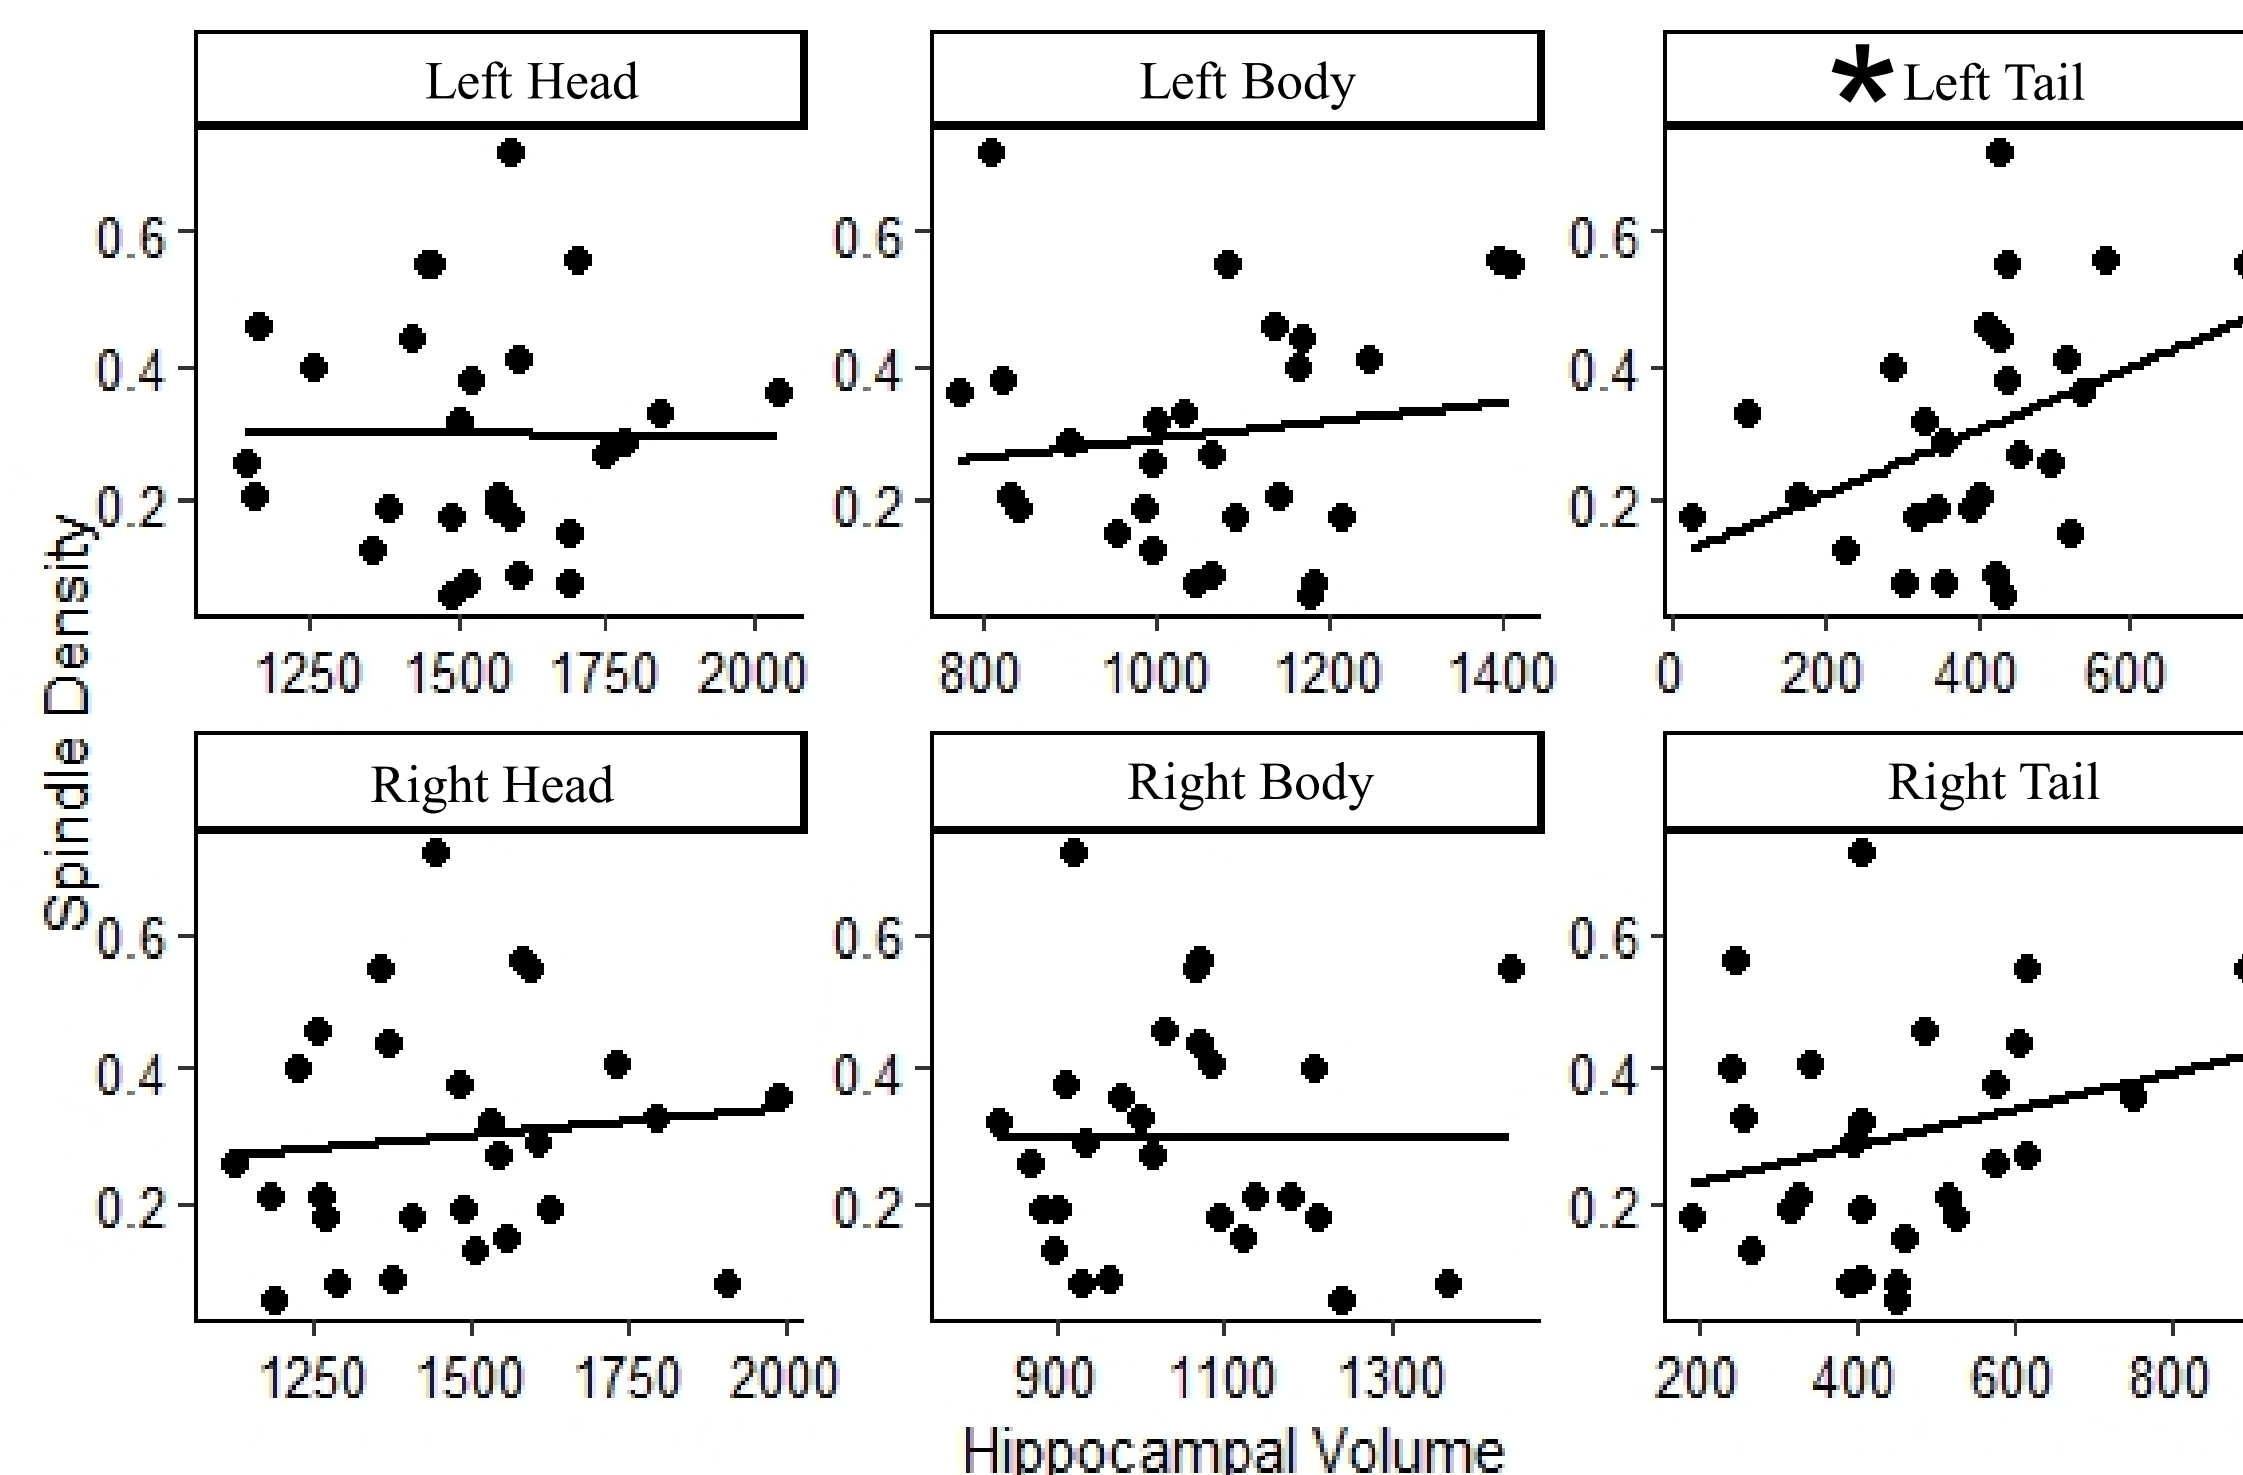 Left Head
Left Body
* Left Tail
0.6
0.4
0.2
0.6
0.4
0.2
0.6
0.4
0.2
1250 1500 1750 2000
800 1000 1200 1400
0 200 400 600
Spindle Density
Right Head
Right Body
Right Tail
0.6
0.4
0.2
0.6
0.4
0.2
0.6
0.4
0.2
1250 1500 1750 2000
900 1100 1300
200 400 600 800
Hippocampal Volume